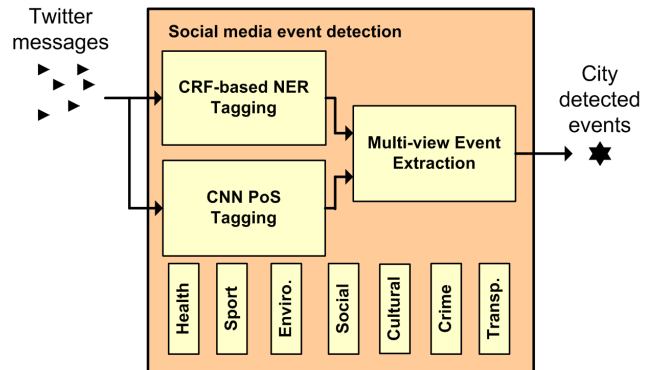 Twitter
messages
Social media event detection
CRF-based NER
Tagging
CNN PoS
Tagging
Multi-view Event
Extraction
City
detected
events
Health
Sport
Enviro.
Social
Cultural
Crime
Transp.